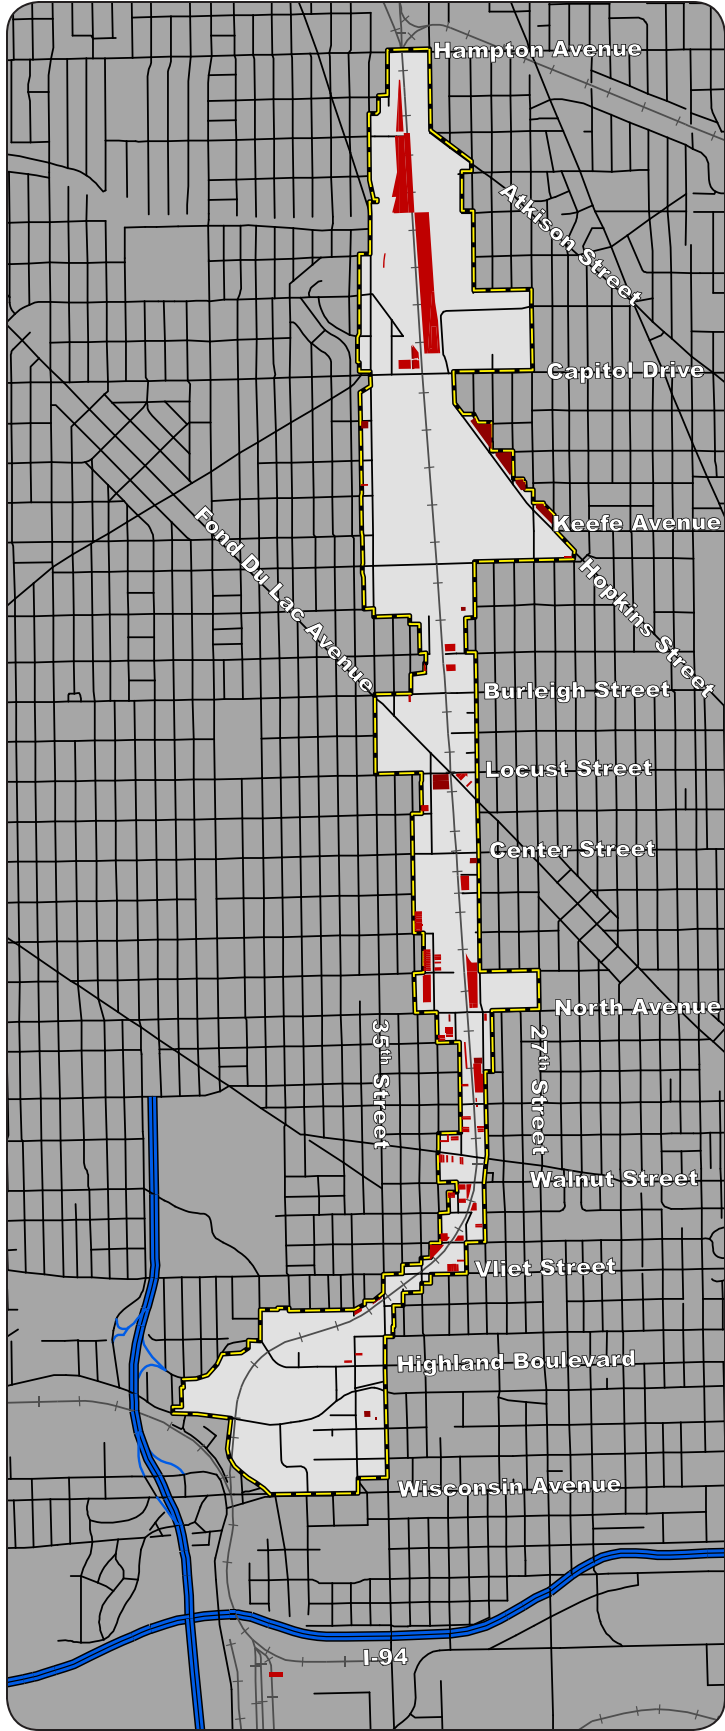 Hampton Avenue
Atkison Street
Capitol Drive
Keefe Avenue
Fond Du Lac Avenue
Hopkins Street
Burleigh Street
Locust Street
Center Street
North Avenue
35th Street
27th Street
Walnut Street
Vliet Street
Highland Boulevard
Wisconsin Avenue
I-94